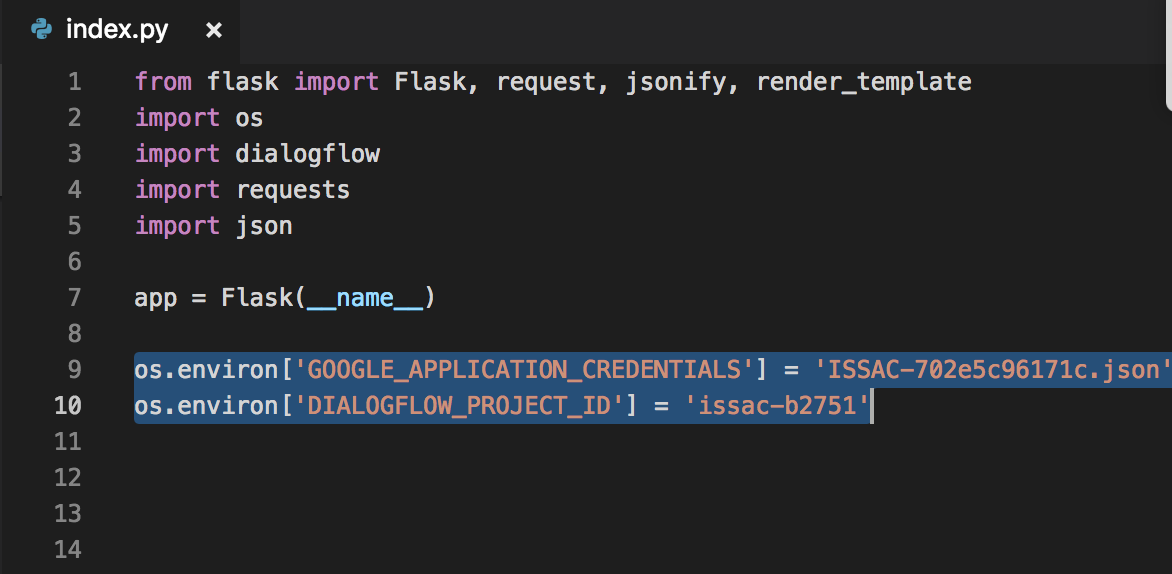 index.py ×
1 from flask import Flask, request, jsonify, render_template
2 import os
3 import dialogflow
4 import requests
5 import json
6
7 app = Flask(__name__)
8
9 os.environ['GOOGLE_APPLICATION_CREDENTIALS'] = 'ISSAC-702e5c96171c.json'
10 os.environ['DIALOGFLOW_PROJECT_ID'] = 'issac-b2751'
11
12
13
14